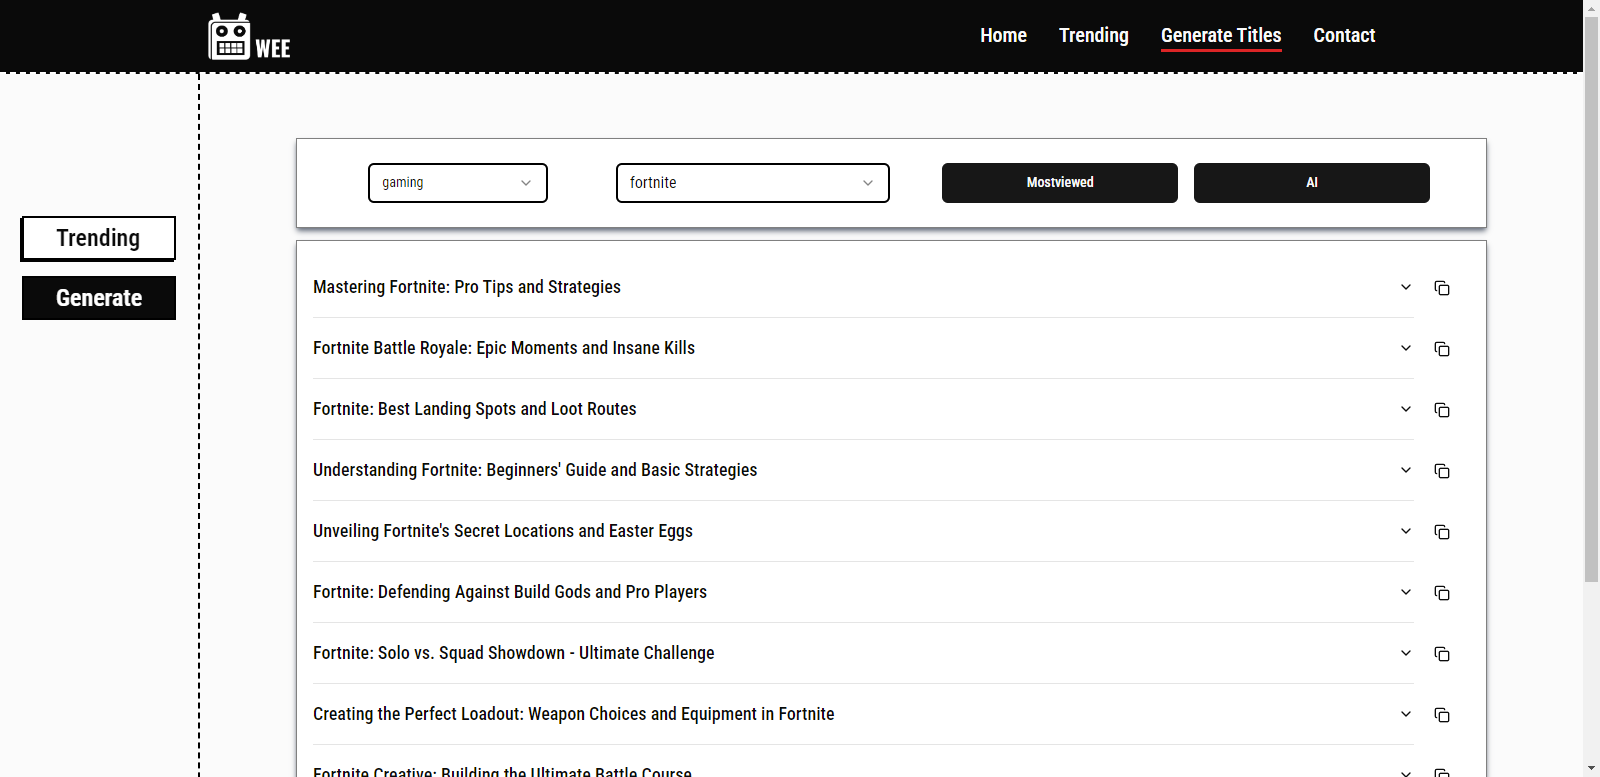 WEE
Home
Trending
Generate Titles
Contact
Trending
Generate
gaming
fortnite
Mostviewed
AI
Mastering Fortnite: Pro Tips and Strategies
Fortnite Battle Royale: Epic Moments and Insane Kills
Fortnite: Best Landing Spots and Loot Routes
Understanding Fortnite: Beginners' Guide and Basic Strategies
Unveiling Fortnite's Secret Locations and Easter Eggs
Fortnite: Defending Against Build Gods and Pro Players
Fortnite: Solo vs. Squad Showdown - Ultimate Challenge
Creating the Perfect Loadout: Weapon Choices and Equipment in Fortnite
Fortnite Creative: Building the Ultimate Battle Course